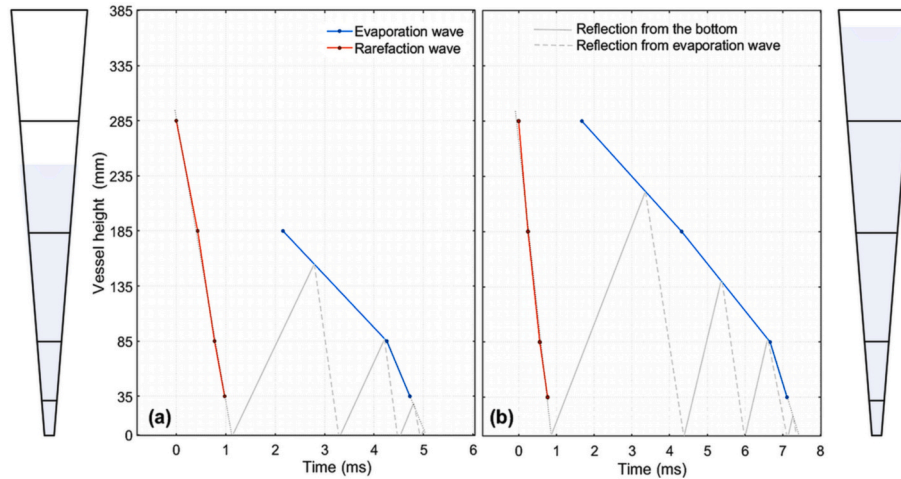 385
335
285
235
185
135
85
35
0
Vessel height (mm)
Evaporation wave
Rarefaction wave
(a)
0 1 2 3 4 5 6
Time (ms)
Reflection from the bottom
Reflection from evaporation wave
(b)
0 1 2 3 4 5 6 7 8
Time (ms)